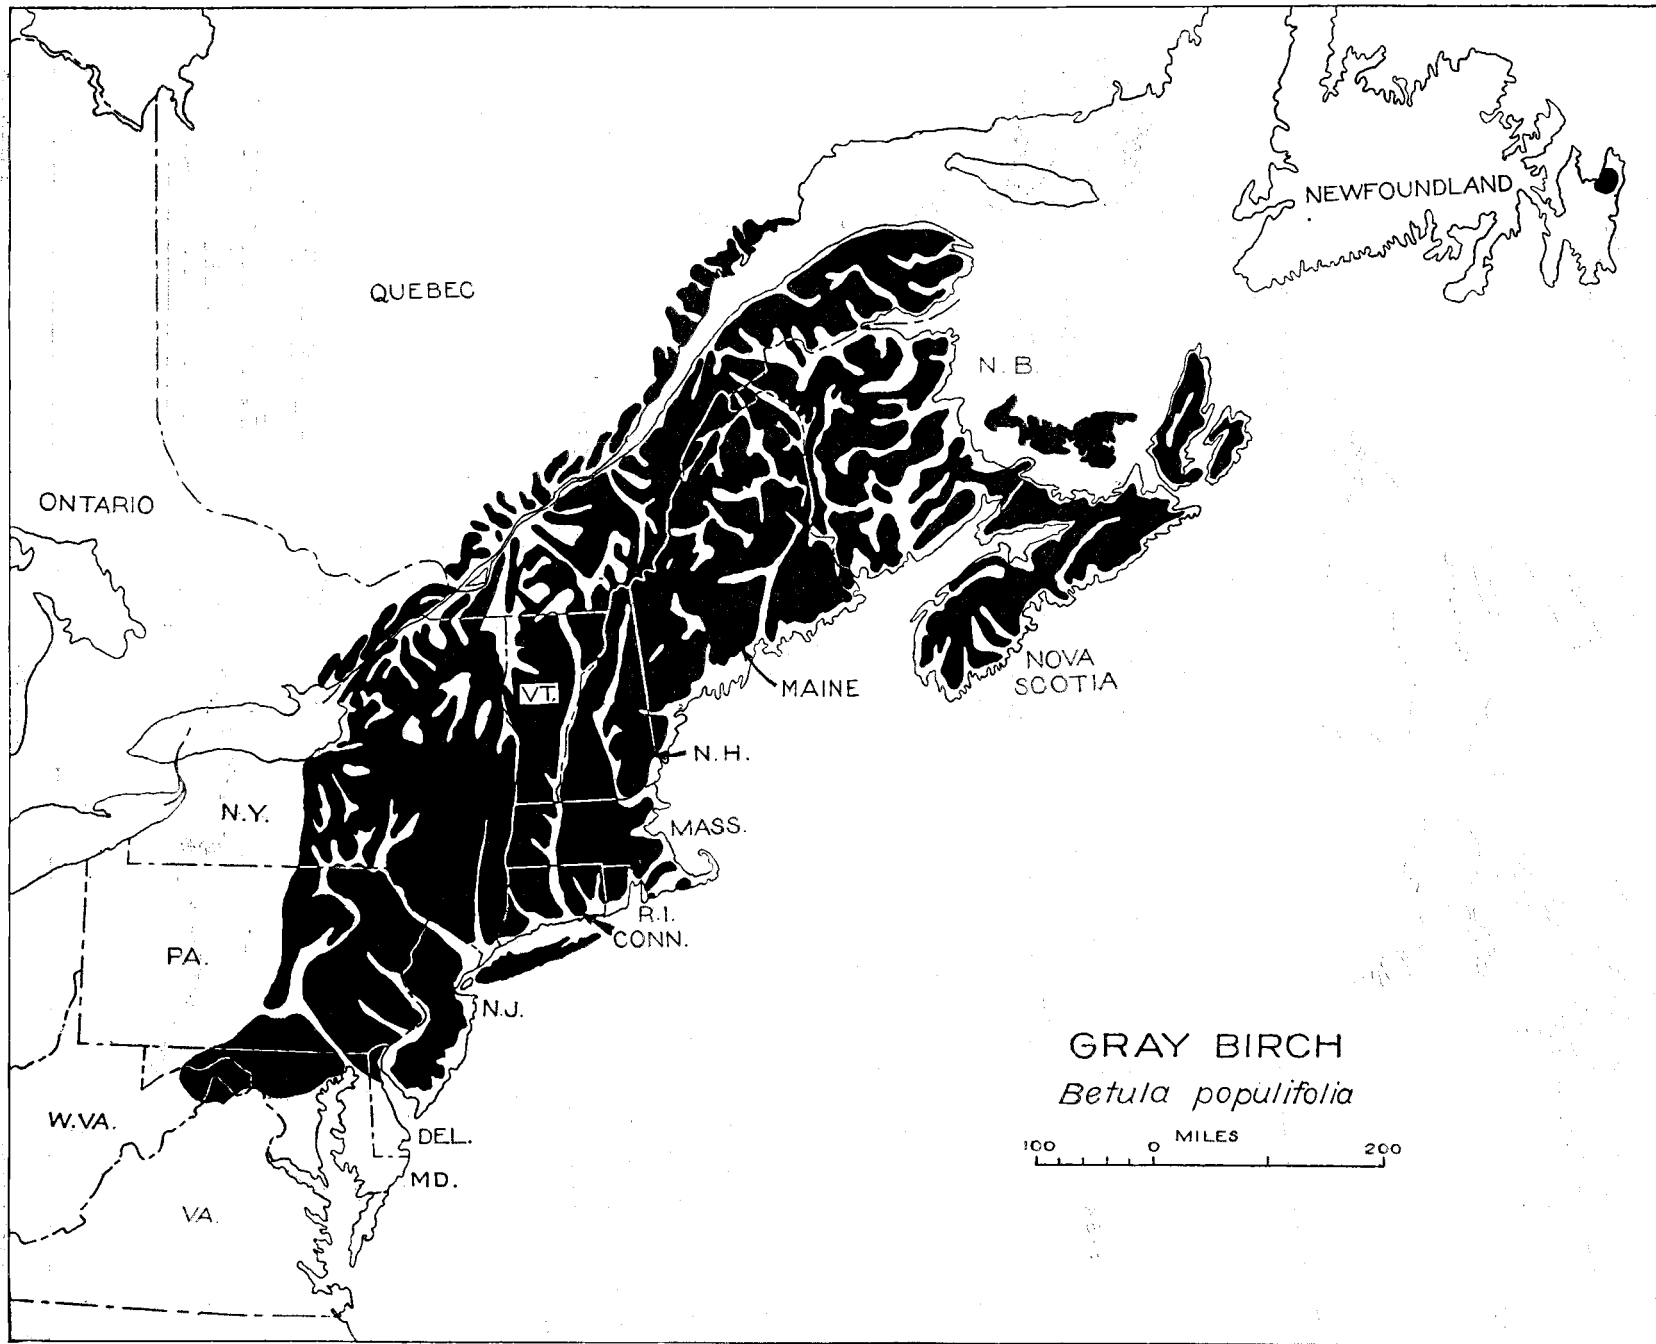 NEWFOUNDLAND
QUEBEC
N.B.
ONTARIO
NOVA
SCOTIA
VT.
MAINE
N.H.
N.Y.
MASS.
R.I.
CONN.
PA.
N.J.
GRAY BIRCH
Betula populifolia
MILES
100 0 200
W.VA.
DEL.
MD.
VA.